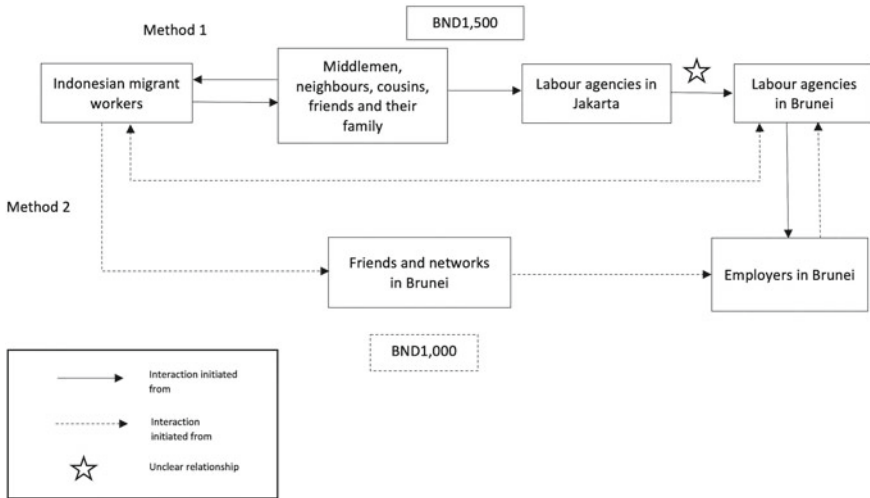 BND1,500
Method 1
Indonesian migrant
workers
Middlemen,
neighbours, cousins,
friends and their
family
Labour agencies in
Jakarta
Labour agencies
in Brunei
Method 2
Friends and networks
in Brunei
Employers in Brunei
BND1,000
Interaction initiated
from
Interaction
initiated from
Unclear relationship